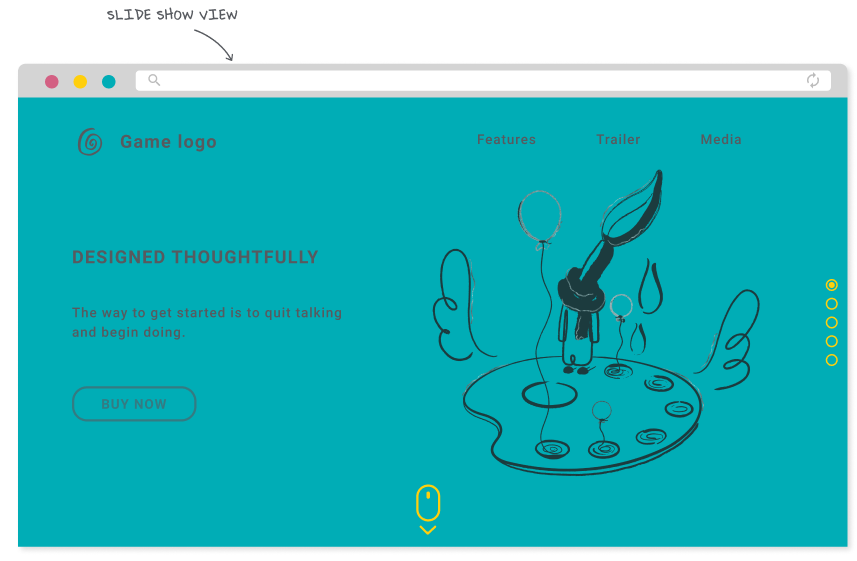 SLIDE SHOW VIEW
Game logo
Features
Trailer
Media
DESIGNED THOUGHTFULLY
The way to get started is to quit talking
and begin doing.
BUY NOW